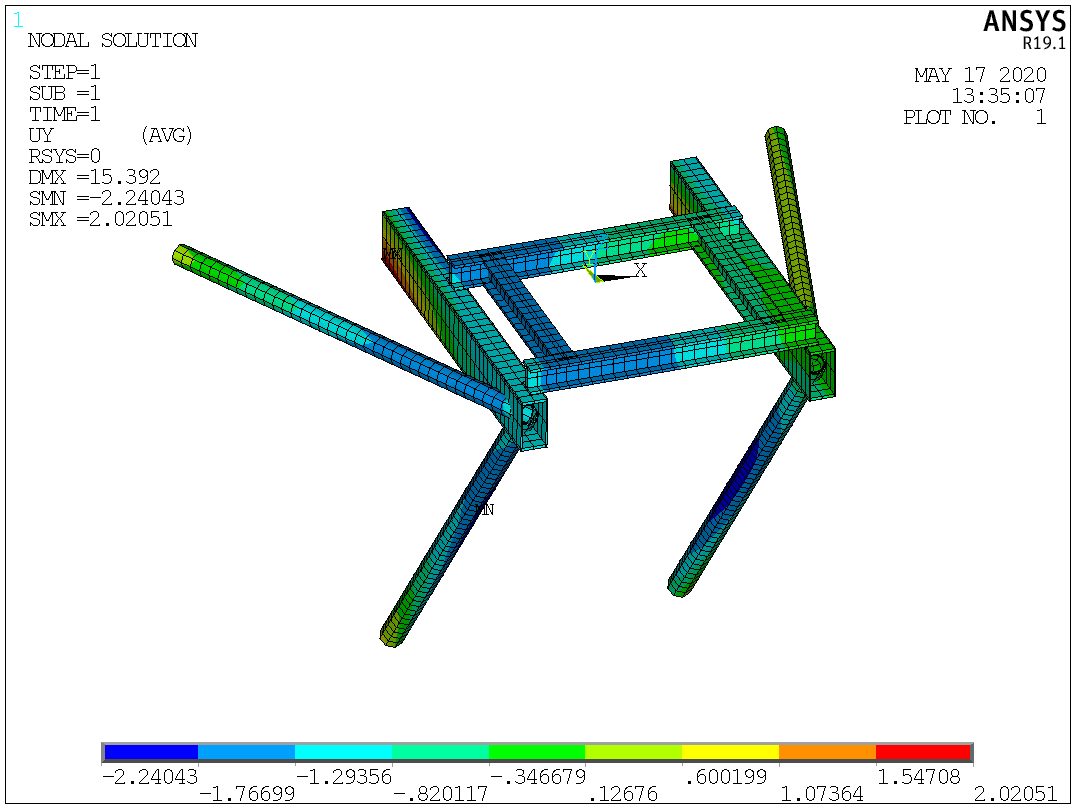 1
ANSYS
R19.1
NODAL SOLUTION
STEP=1
SUB =1
TIME=1
UY (AVG)
RSYS=0
DMX =15.392
SMN =-2.24043
SMX =2.02051
MAY 17 2020
13:35:07
PLOT NO. 1
MX
Y
X
MN
-2.24043 -1.29356 -.346679 .600199 1.54708
-1.76699 -.820117 .12676 1.07364 2.02051